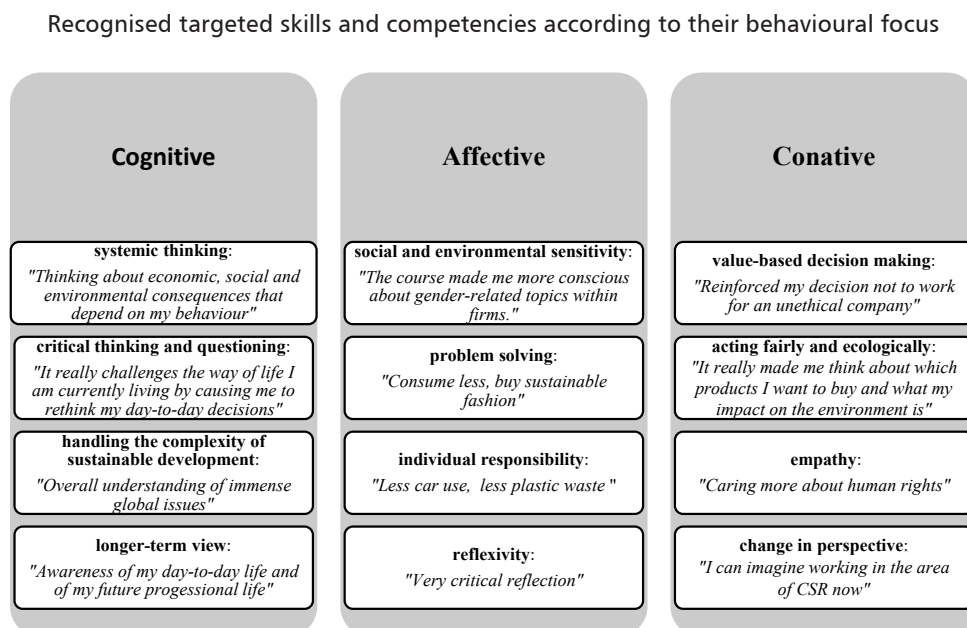 Recognised targeted skills and competencies according to their behavioural focus
Cognitive
systemic thinking:
"Thinking about economic, social and
environmental consequences that
depend on my behaviour"
critical thinking and questioning:
"It really challenges the way of life I
am currently living by causing me to
rethink my day-to-day decisions"
handling the complexity of
sustainable development:
"Overall understanding of immense
global issues"
longer-term view:
"Awareness of my day-to-day life and
of my future progessional life"
Affective
social and environmental sensitivity:
"The course made me more conscious
about gender-related topics within
firms."
problem solving:
"Consume less, buy sustainable
fashion"
individual responsibility:
"Less car use, less plastic waste "
reflexivity:
"Very critical reflection"
Conative
value-based decision making:
"Reinforced my decision not to work
for an unethical company"
acting fairly and ecologically:
"It really made me think about which
products I want to buy and what my
impact on the environment is"
empathy:
"Caring more about human rights"
change in perspective:
"I can imagine working in the area
of CSR now"